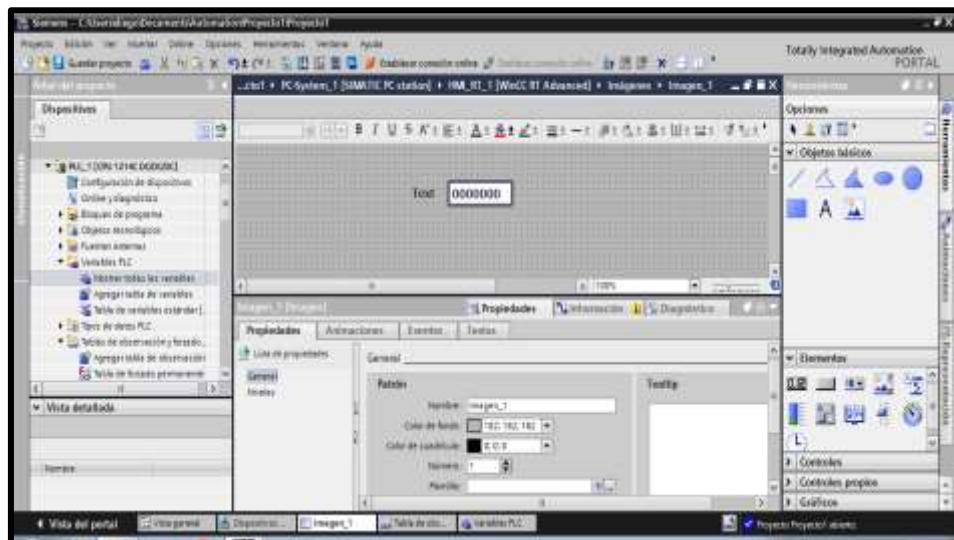 Siemens - C:\Users\diego\Documents\Automation\Proyecto1\Proyecto1
Proyecto Edición Ver Insertar Online Opciones Herramientas Ventana Ayuda
Totally Integrated Automation
PORTAL
Guardar proyecto
Establecer conexión online
...cto1 ▸ PC-System_1 [SIMATIC PC station] ▸ HMI_RT_1 [WinCC RT Advanced] ▸ Imágenes ▸ Imagen_1
Dispositivos
PLC_1 [CPU 1214C DC/DC/DC]
Configuración de dispositivos
Online y diagnóstico
Bloques de programa
Objetos tecnológicos
Fuentes externas
Variables PLC
Mostrar todas las variables
Agregar tabla de variables
Tabla de variables estándar [
Tipos de datos PLC
Tablas de observación y forzado...
Agregar tabla de observación
Tabla de forzado permanente
Vista detallada
Nombre
Text 0000000
100%
Imagen_1 [Imagen]
Propiedades Información Diagnóstico
Propiedades Animaciones Eventos Textos
Lista de propiedades
General
Niveles
General
Patrón
Nombre: Imagen_1
Color de fondo: 182; 182; 182
Color de cuadrícula: 0; 0; 0
Número: 1
Plantilla:
Tooltip
Herramientas
Opciones
Objetos básicos
Elementos
Controles
Controles propios
Gráficos
Herramientas
Animaciones
Vista del portal
Vista general
Dispositivos...
Imagen_1
Tabla de obs...
Variables PLC
Proyecto Proyecto1 abierto.